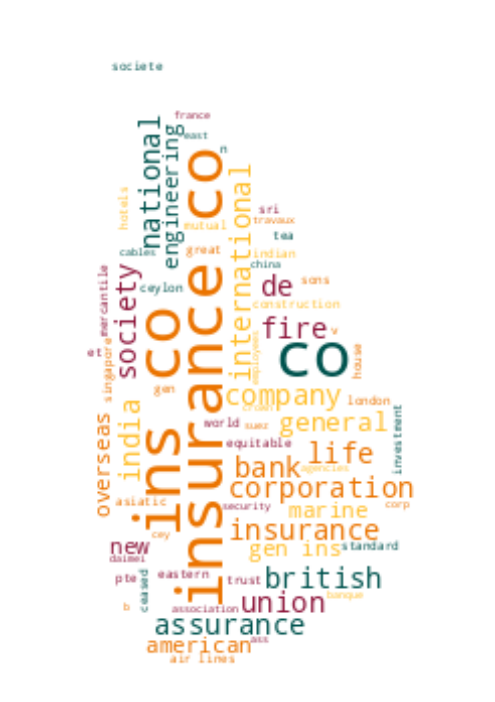 societe
france
national
engineering
east
n
insurance co
international
hotels
mutual
sri
travaux
tea
cables
great
indian
china
society
mercantile
ceylon
de
sons
construction
ins co
fire
v
co
house
et
singapore
employees
gen
company
london
crown
india
overseas
world
suez
general
investment
equitable
life
bank
agencies
corporation
asiatic
security
marine
corp
insurance
cey
new
gen ins
standard
daimei
pte
ceased
eastern
trust
british
banque
b
association
union
assurance
american
ass
air lines